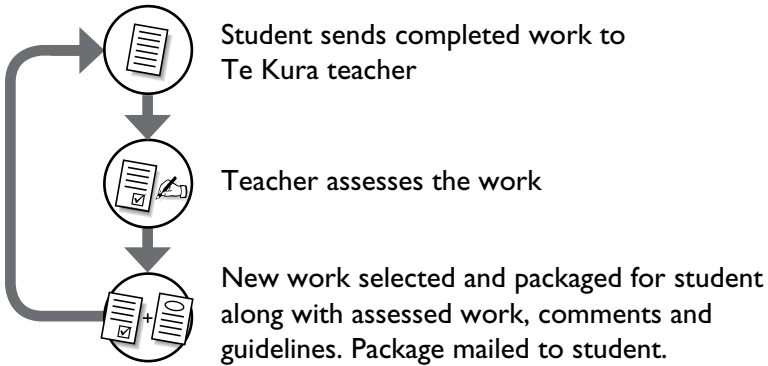 Student sends completed work to
Te Kura teacher
Teacher assesses the work
+
New work selected and packaged for student
along with assessed work, comments and
guidelines. Package mailed to student.